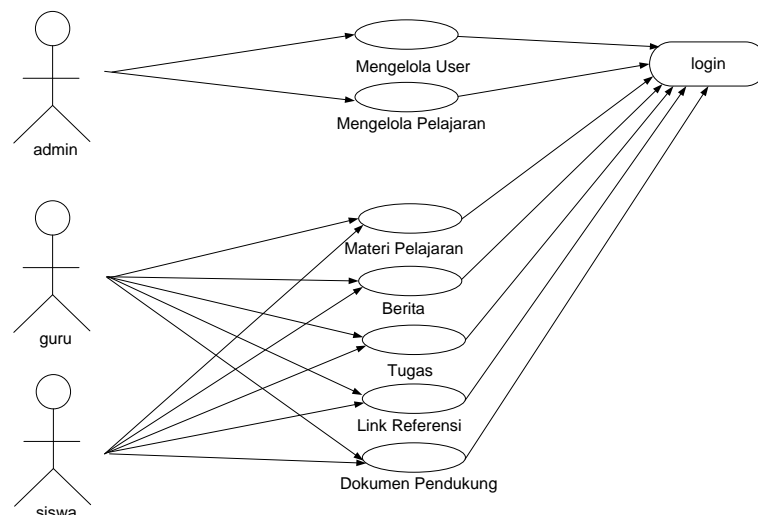 Mengelola User
login
Mengelola Pelajaran
admin
Materi Pelajaran
Berita
guru
Tugas
Link Referensi
Dokumen Pendukung
siswa